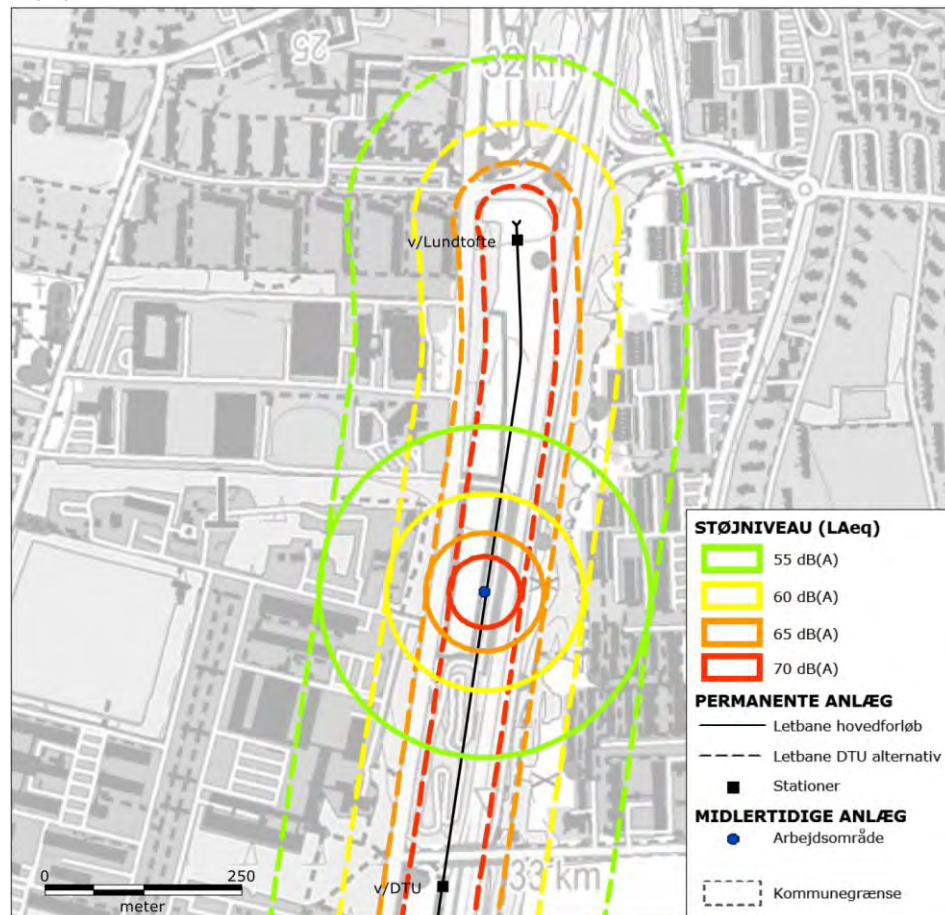 25
32 km
v/Lundtofte
STØJNIVEAU (LAeq)
55 dB(A)
60 dB(A)
65 dB(A)
70 dB(A)
PERMANENTE ANLÆG
Letbane hovedforløb
Letbane DTU alternativ
Stationer
MIDLERTIDIGE ANLÆG
Arbejdsområde
Kommunegrænse
v/DTU
33 km
0
250
meter